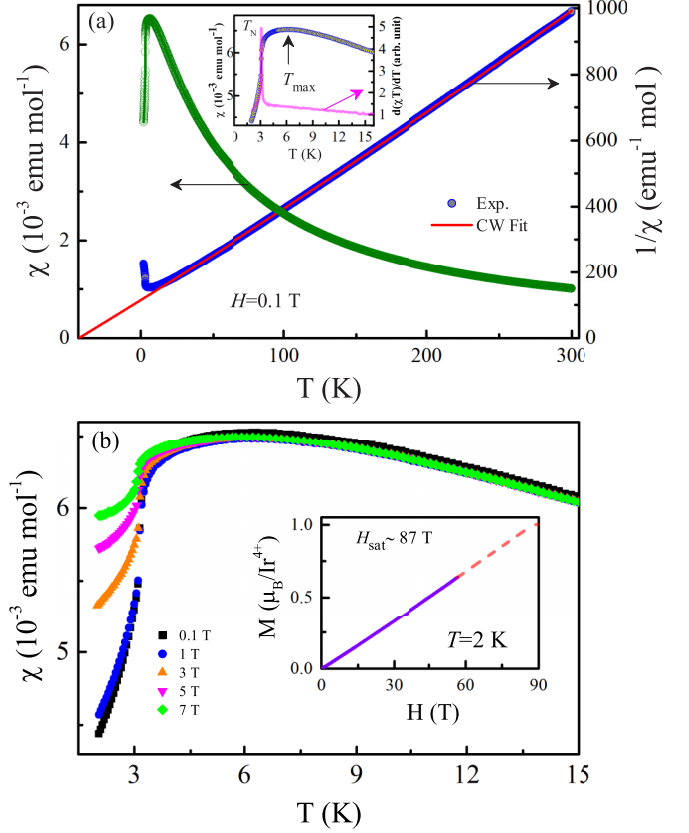 (a)
χ (10⁻³ emu mol⁻¹)
6
4
2
0
T_N
T_max
χ (10⁻³ emu mol⁻¹)
6
5
4
0 3 6 9 12 15
T (K)
5
4
3
2
1
d(χT)/dT (arb. unit)
1000
800
600
400
200
0
1/χ (emu⁻¹ mol)
Exp.
CW Fit
H=0.1 T
0 100 200 300
T (K)
(b)
χ (10⁻³ emu mol⁻¹)
6
5
0.1 T
1 T
3 T
5 T
7 T
M (μ_B/Ir⁴⁺)
1.0
0.5
0.0
H_sat~ 87 T
T=2 K
0 30 60 90
H (T)
3 6 9 12 15
T (K)